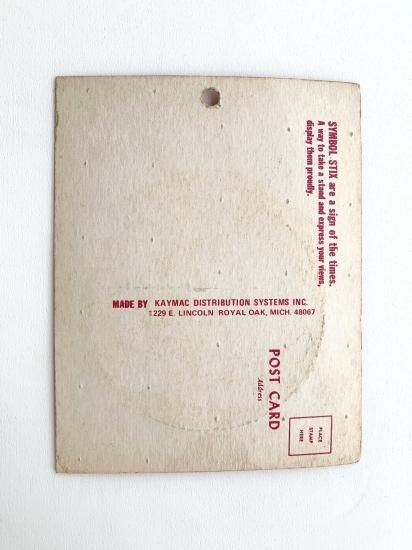 SYMBOL STIX are a sign of the times.
A way to take a stand and express your views,
display them proudly.
MADE BY KAYMAC DISTRIBUTION SYSTEMS INC.
1229 E. LINCOLN ROYAL OAK, MICH. 48067
POST CARD
Address
PLACE
STAMP
HERE